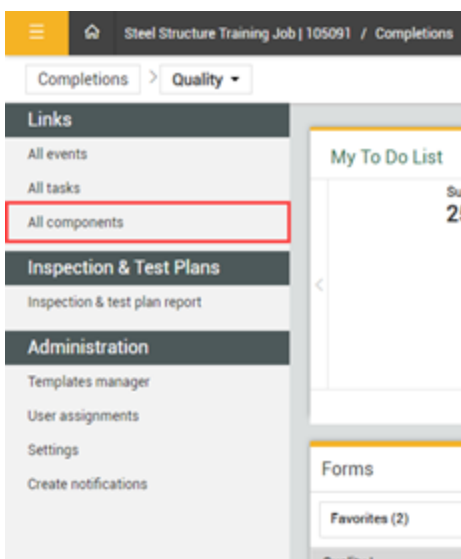 Steel Structure Training Job | 105091 / Completions
Completions > Quality
Links
All events
All tasks
All components
Inspection & Test Plans
Inspection & test plan report
Administration
Templates manager
User assignments
Settings
Create notifications
My To Do List
Su
Forms
Favorites (2)